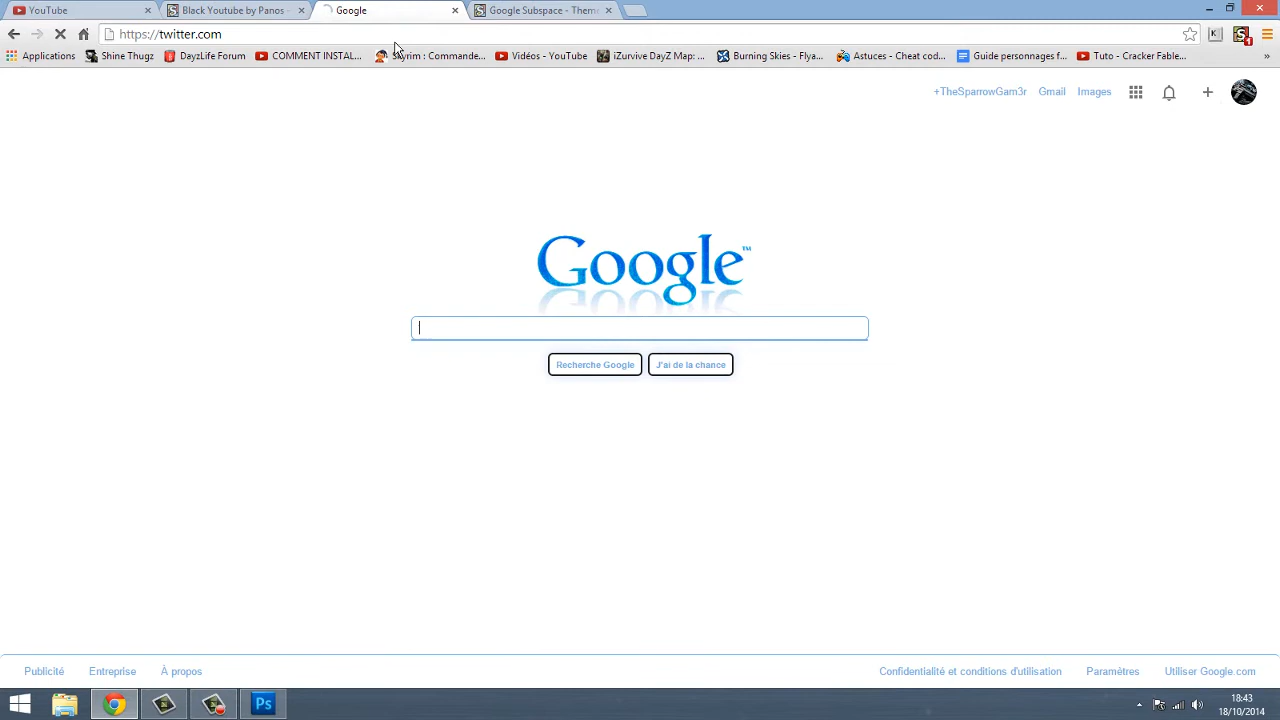 YouTube
Black Youtube by Panos -
Google
Google Subspace - Theme
https://twitter.com
Applications
Shine Thugz
DayzLife Forum
COMMENT INSTAL...
Skyrim : Commande...
Vidéos - YouTube
iZurvive DayZ Map: ...
Burning Skies - Flya...
Astuces - Cheat cod...
Guide personnages f...
Tuto - Cracker Fable...
»
+TheSparrowGam3r
Gmail
Images
Google™
Recherche Google
J'ai de la chance
Publicité
Entreprise
À propos
Confidentialité et conditions d'utilisation
Paramètres
Utiliser Google.com
Ps
18:43
18/10/2014